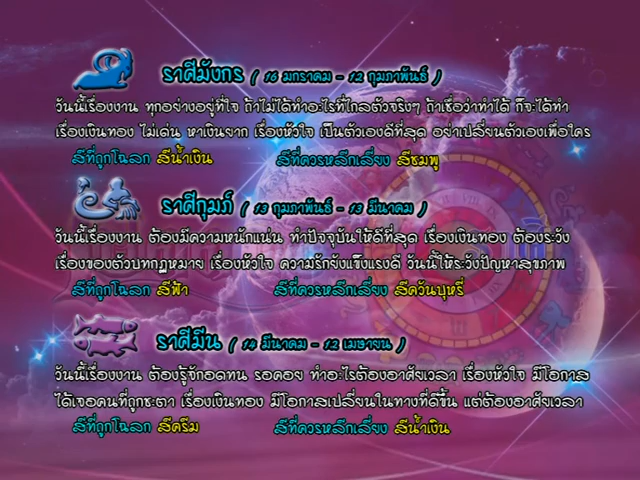 ราศีมังกร ( 16 มกราคม - 12 กุมภาพันธ์ )
วันนี้เรื่องงาน ทุกอย่างอยู่ที่ใจ ถ้าไม่ได้ทำอะไรที่ไกลตัวจริงๆ ถ้าเชื่อว่าทำได้ ก็จะได้ทำ
เรื่องเงินทอง ไม่เด่น หาเงินยาก เรื่องหัวใจ เป็นตัวเองดีที่สุด อย่าเปลี่ยนตัวเองเพื่อใคร
สีที่ถูกโฉลก สีน้ำเงิน สีที่ควรหลีกเลี่ยง สีชมพู
ราศีกุมภ์ ( 13 กุมภาพันธ์ - 13 มีนาคม )
วันนี้เรื่องงาน ต้องมีความหนักแน่น ทำปัจจุบันให้ดีที่สุด เรื่องเงินทอง ต้องระวัง
เรื่องของตัวบทกฎหมาย เรื่องหัวใจ ความรักยังแข็งแรงดี วันนี้ให้ระวังปัญหาสุขภาพ
สีที่ถูกโฉลก สีฟ้า สีที่ควรหลีกเลี่ยง สีควันบุหรี่
ราศีมีน ( 14 มีนาคม - 12 เมษายน )
วันนี้เรื่องงาน ต้องรู้จักอดทน รอคอย ทำอะไรต้องอาศัยเวลา เรื่องหัวใจ มีโอกาส
ได้เจอคนที่ถูกชะตา เรื่องเงินทอง มีโอกาสเปลี่ยนในทางที่ดีขึ้น แต่ต้องอาศัยเวลา
สีที่ถูกโฉลก สีครีม สีที่ควรหลีกเลี่ยง สีน้ำเงิน